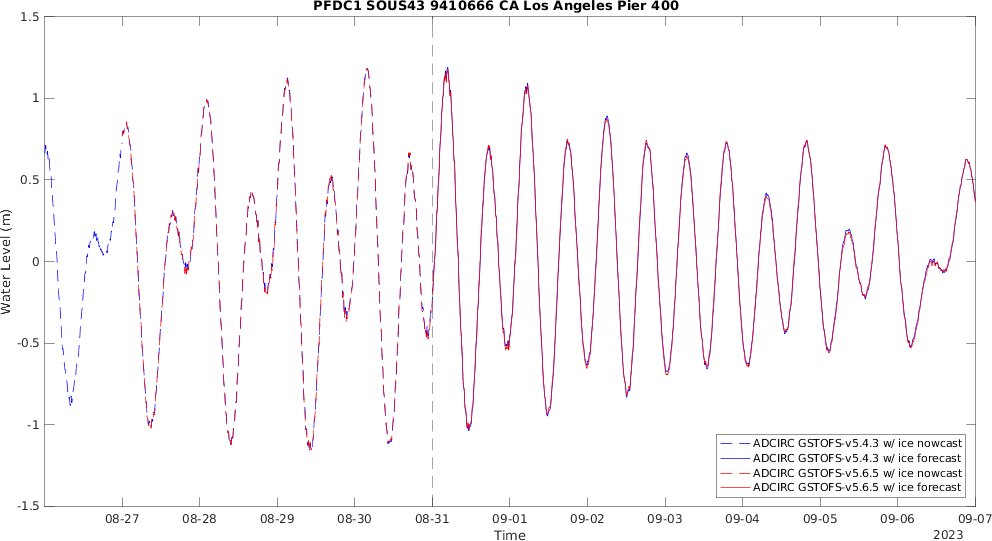 PFDC1 SOUS43 9410666 CA Los Angeles Pier 400
1.5
1
0.5
0
-0.5
-1
-1.5
Water Level (m)
08-27 08-28 08-29 08-30 08-31 09-01 09-02 09-03 09-04 09-05 09-06 09-07
Time
2023
ADCIRC GSTOFS-v5.4.3 w/ ice nowcast
ADCIRC GSTOFS-v5.4.3 w/ ice forecast
ADCIRC GSTOFS-v5.6.5 w/ ice nowcast
ADCIRC GSTOFS-v5.6.5 w/ ice forecast